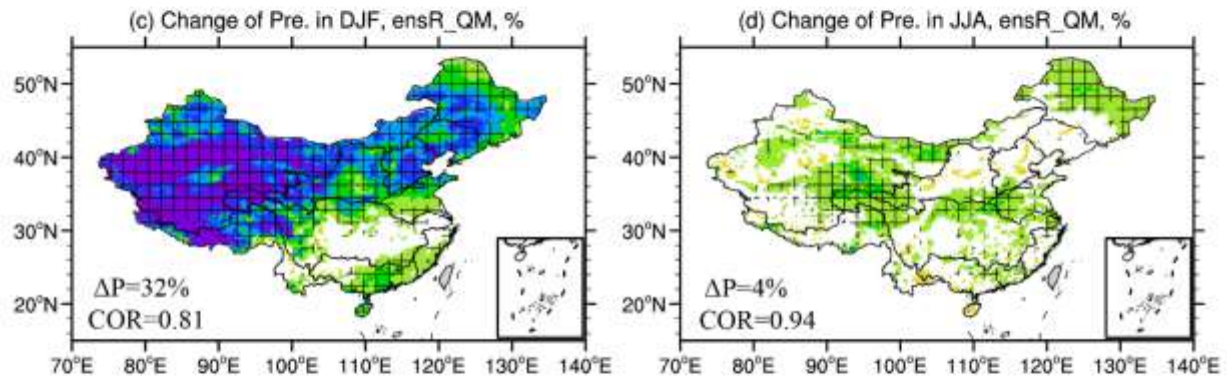 (c) Change of Pre. in DJF, ensR_QM, %
(d) Change of Pre. in JJA, ensR_QM, %
50°N
40°N
30°N
20°N
ΔP=32%
COR=0.81
70°E 80°E 90°E 100°E 110°E 120°E 130°E 140°E
50°N
40°N
30°N
20°N
ΔP=4%
COR=0.94
70°E 80°E 90°E 100°E 110°E 120°E 130°E 140°E